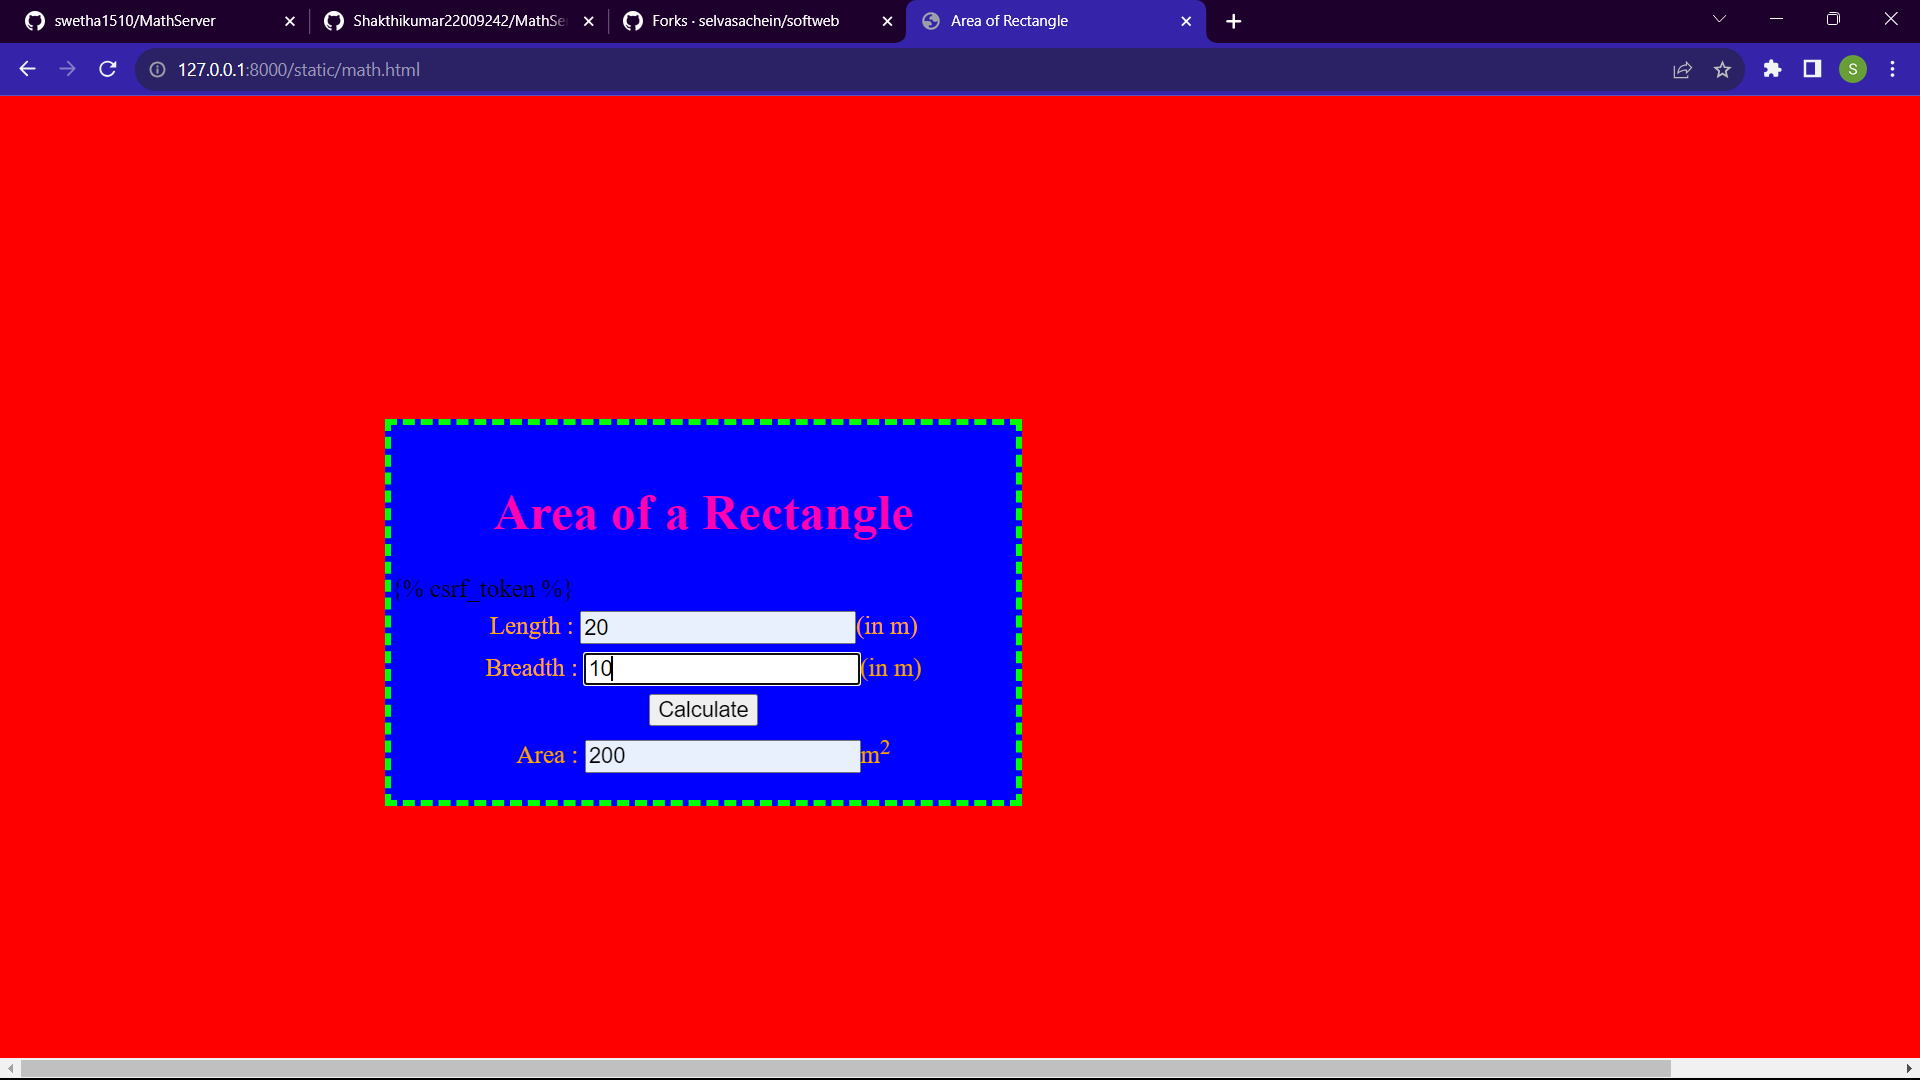 swetha1510/MathServer
Shakthikumar22009242/MathSe
Forks · selvasachein/softweb
Area of Rectangle
127.0.0.1:8000/static/math.html
S
Area of a Rectangle
{% csrf_token %}
Length : 20 (in m)
Breadth : 10 (in m)
Calculate
Area : 200 m²